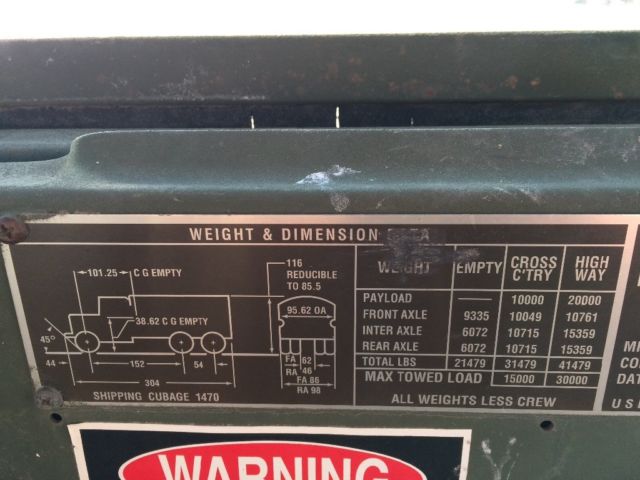 WEIGHT & DIMENSION DATA
101.25 C G EMPTY
38.62 C G EMPTY
45°
44
152
54
304
SHIPPING CUBAGE 1470
116
REDUCIBLE
TO 85.5
95.62 OA
FA 62
RA 46
FA 86
RA 98
WEIGHT EMPTY CROSS C'TRY HIGH WAY
PAYLOAD — 10000 20000
FRONT AXLE 9335 10049 10761
INTER AXLE 6072 10715 15359
REAR AXLE 6072 10715 15359
TOTAL LBS 21479 31479 41479
MAX TOWED LOAD 15000 30000
ALL WEIGHTS LESS CREW
U S
WARNING